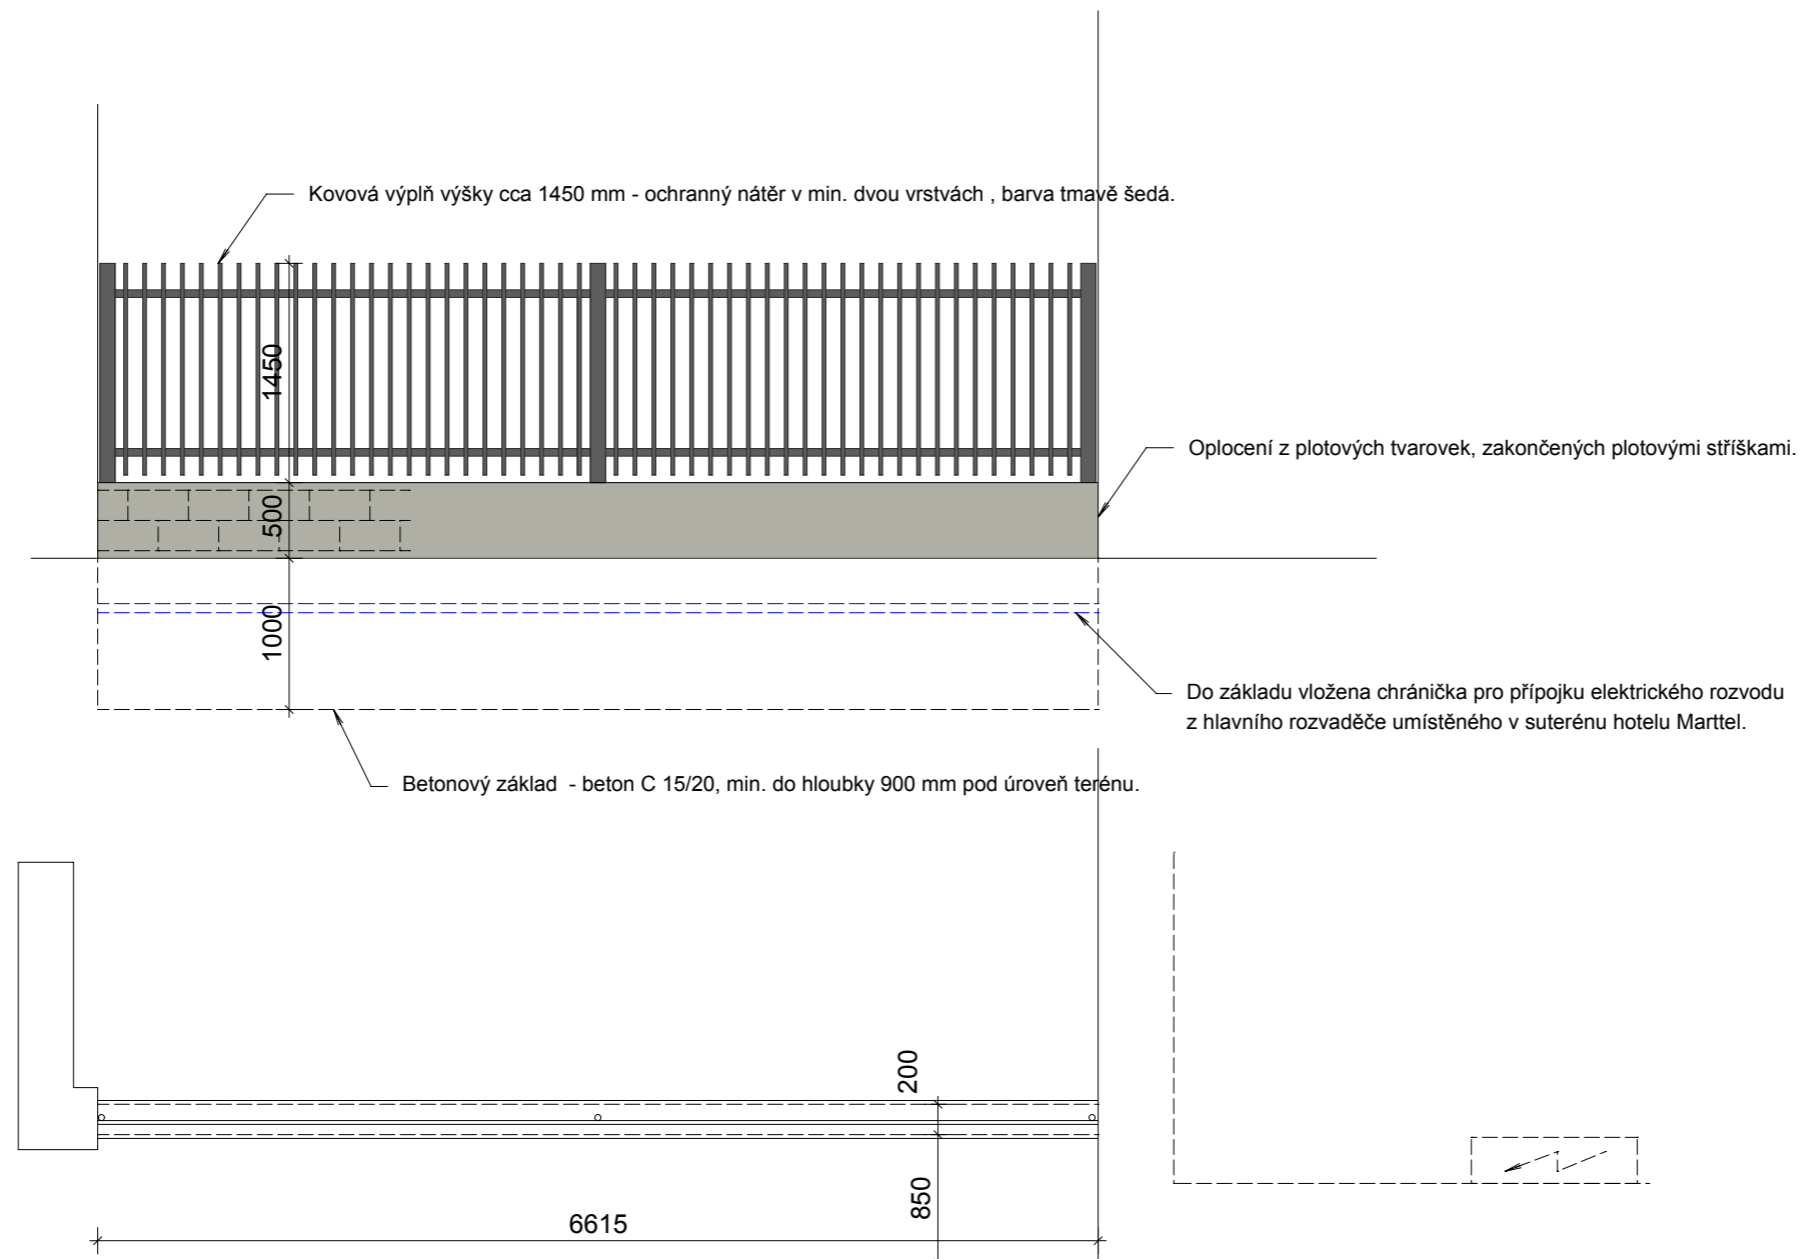 Kovová výplň výšky cca 1450 mm - ochranný nátěr v min. dvou vrstvách , barva tmavě šedá.
1450
Oplocení z plotových tvarovek, zakončených plotovými stříškami.
500
1000
Do základu vložena chránička pro přípojku elektrického rozvodu
z hlavního rozvaděče umístěného v suterénu hotelu Marttel.
Betonový základ - beton C 15/20, min. do hloubky 900 mm pod úroveň terénu.
200
850
6615